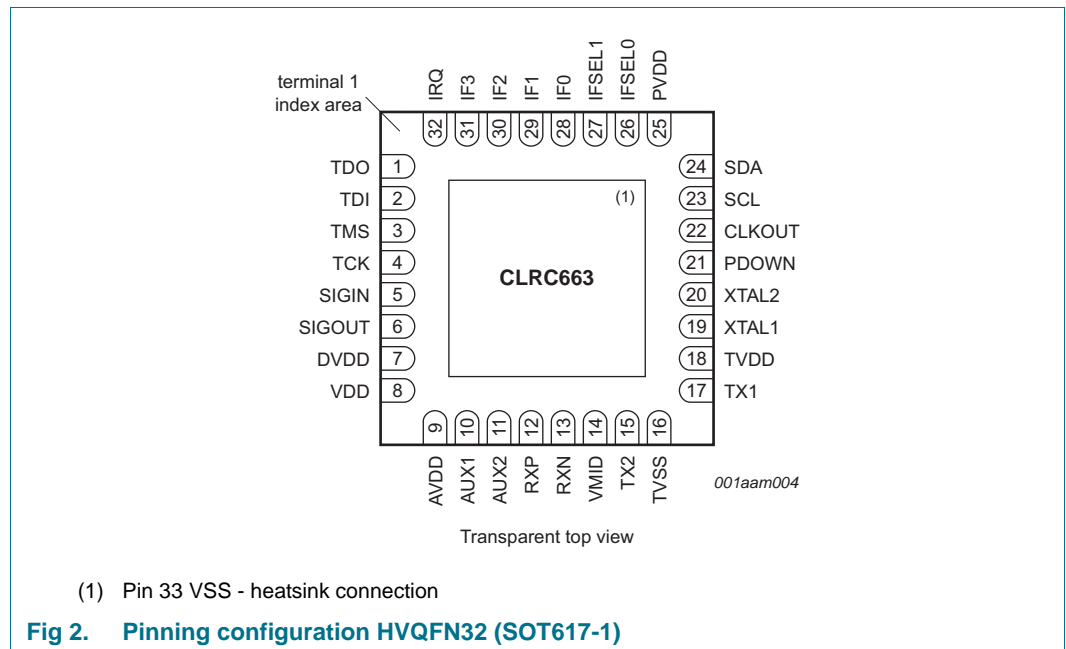 terminal 1
index area
IRQ
IF3
IF2
IF1
IF0
IFSEL1
IFSEL0
PVDD
32
31
30
29
28
27
26
25
TDO 1
TDI 2
TMS 3
TCK 4
SIGIN 5
SIGOUT 6
DVDD 7
VDD 8
(1)
CLRC663
24 SDA
23 SCL
22 CLKOUT
21 PDOWN
20 XTAL2
19 XTAL1
18 TVDD
17 TX1
9
10
11
12
13
14
15
16
AVDD
AUX1
AUX2
RXP
RXN
VMID
TX2
TVSS
001aam004
Transparent top view
(1) Pin 33 VSS - heatsink connection
Fig 2. Pinning configuration HVQFN32 (SOT617-1)